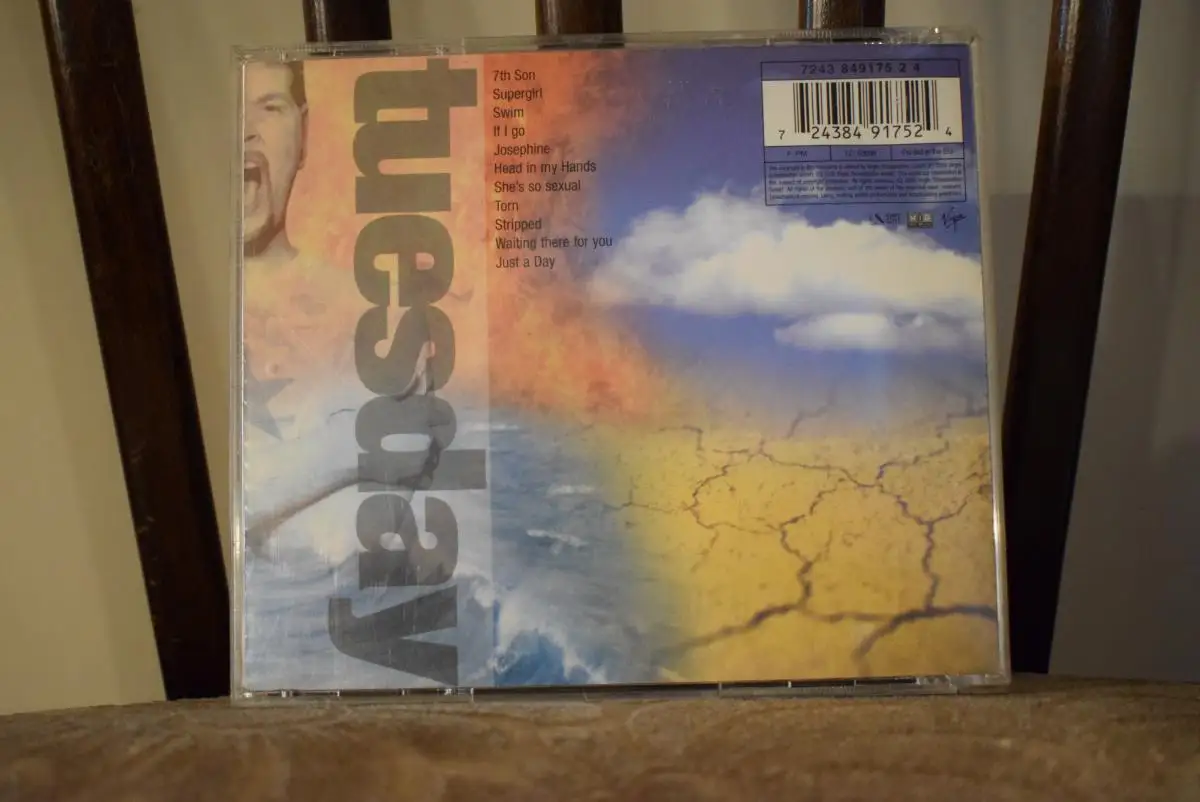 tuesday
7th Son
Supergirl
Swim
If I go
Josephine
Head in my Hands
She's so sexual
Torn
Stripped
Waiting there for you
Just a Day
7243 849175 2 4
7 24384 91752 4
Virgin